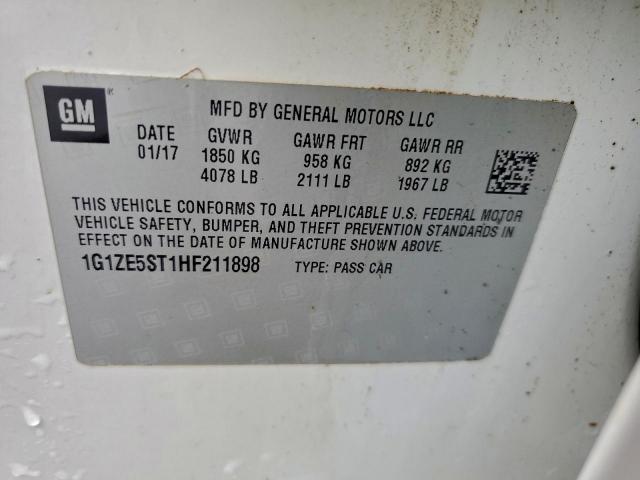 GM
MFD BY GENERAL MOTORS LLC
DATE GVWR GAWR FRT GAWR RR
01/17 1850 KG 958 KG 892 KG
4078 LB 2111 LB 1967 LB
THIS VEHICLE CONFORMS TO ALL APPLICABLE U.S. FEDERAL MOTOR
VEHICLE SAFETY, BUMPER, AND THEFT PREVENTION STANDARDS IN
EFFECT ON THE DATE OF MANUFACTURE SHOWN ABOVE.
1G1ZE5ST1HF211898 TYPE: PASS CAR